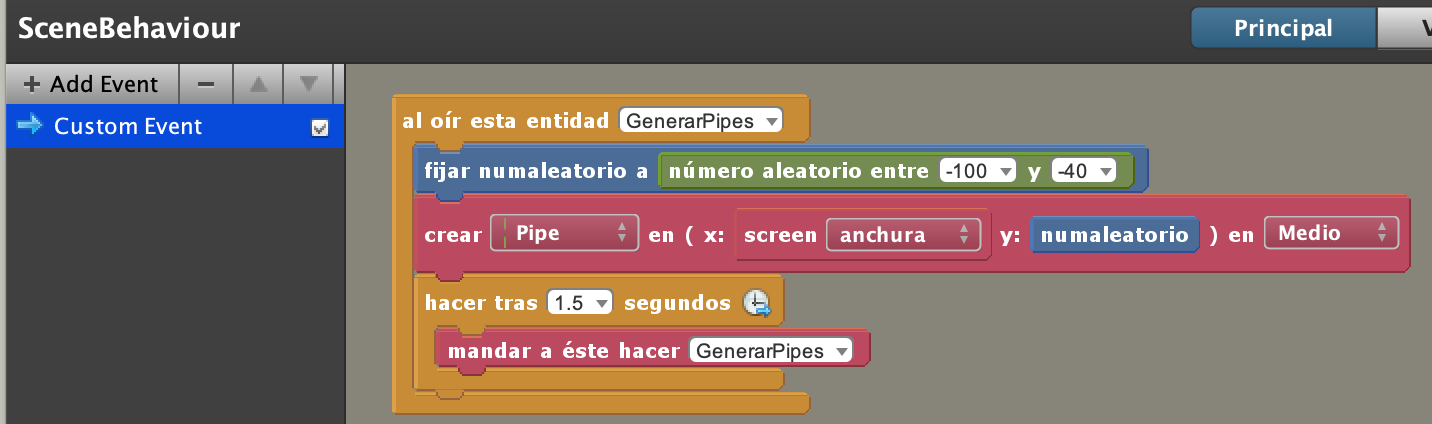 SceneBehaviour
Principal
V
+ Add Event
Custom Event
al oír esta entidad GenerarPipes
fijar numaleatorio a número aleatorio entre -100 y -40
crear Pipe en ( x: screen anchura y: numaleatorio ) en Medio
hacer tras 1.5 segundos
mandar a éste hacer GenerarPipes